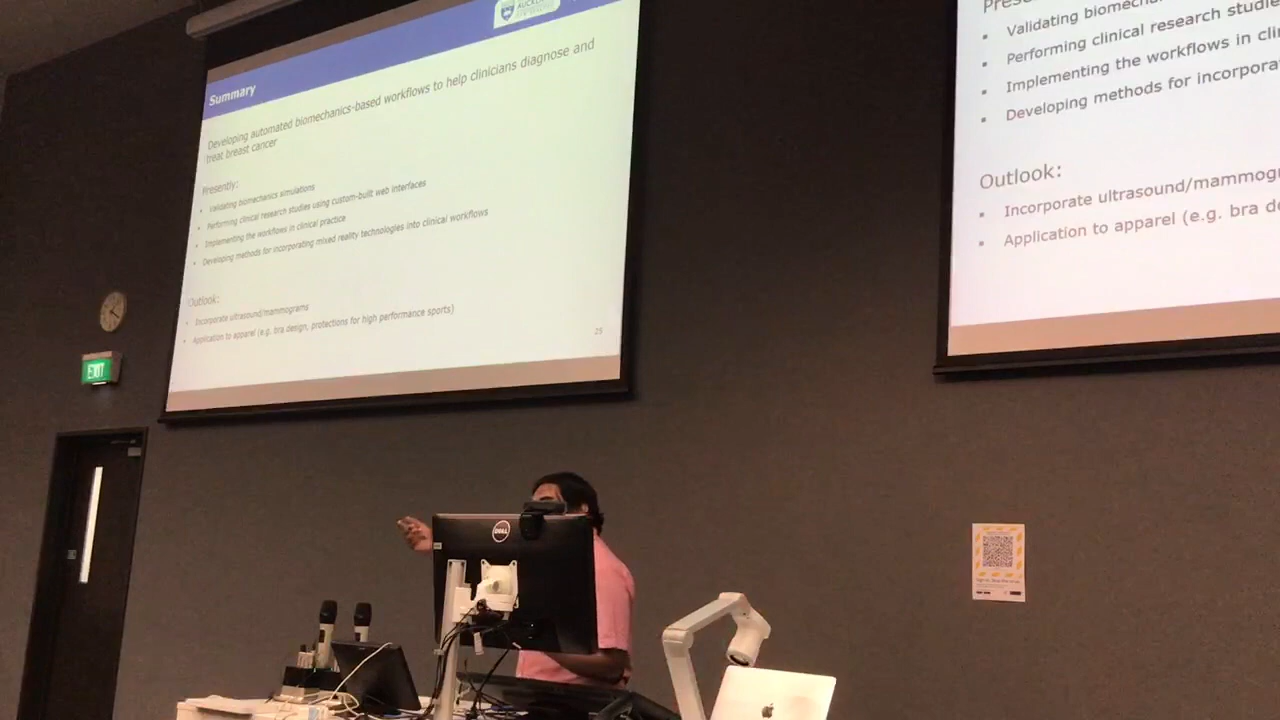 AUCKLAND
Summary
Developing automated biomechanics-based workflows to help clinicians diagnose and
treat breast cancer
Presently:
Validating biomechanics simulations
Performing clinical research studies using custom-built web interfaces
Implementing the workflows in clinical practice
Developing methods for incorporating mixed reality technologies into clinical workflows
Outlook:
Incorporate ultrasound/mammograms
Application to apparel (e.g. bra design, protections for high performance sports)
25
Prese
Validating biomechan
Performing clinical research studie
Implementing the workflows in cli
Developing methods for incorpora
Outlook:
Incorporate ultrasound/mammog
Application to apparel (e.g. bra de
EXIT
DELL